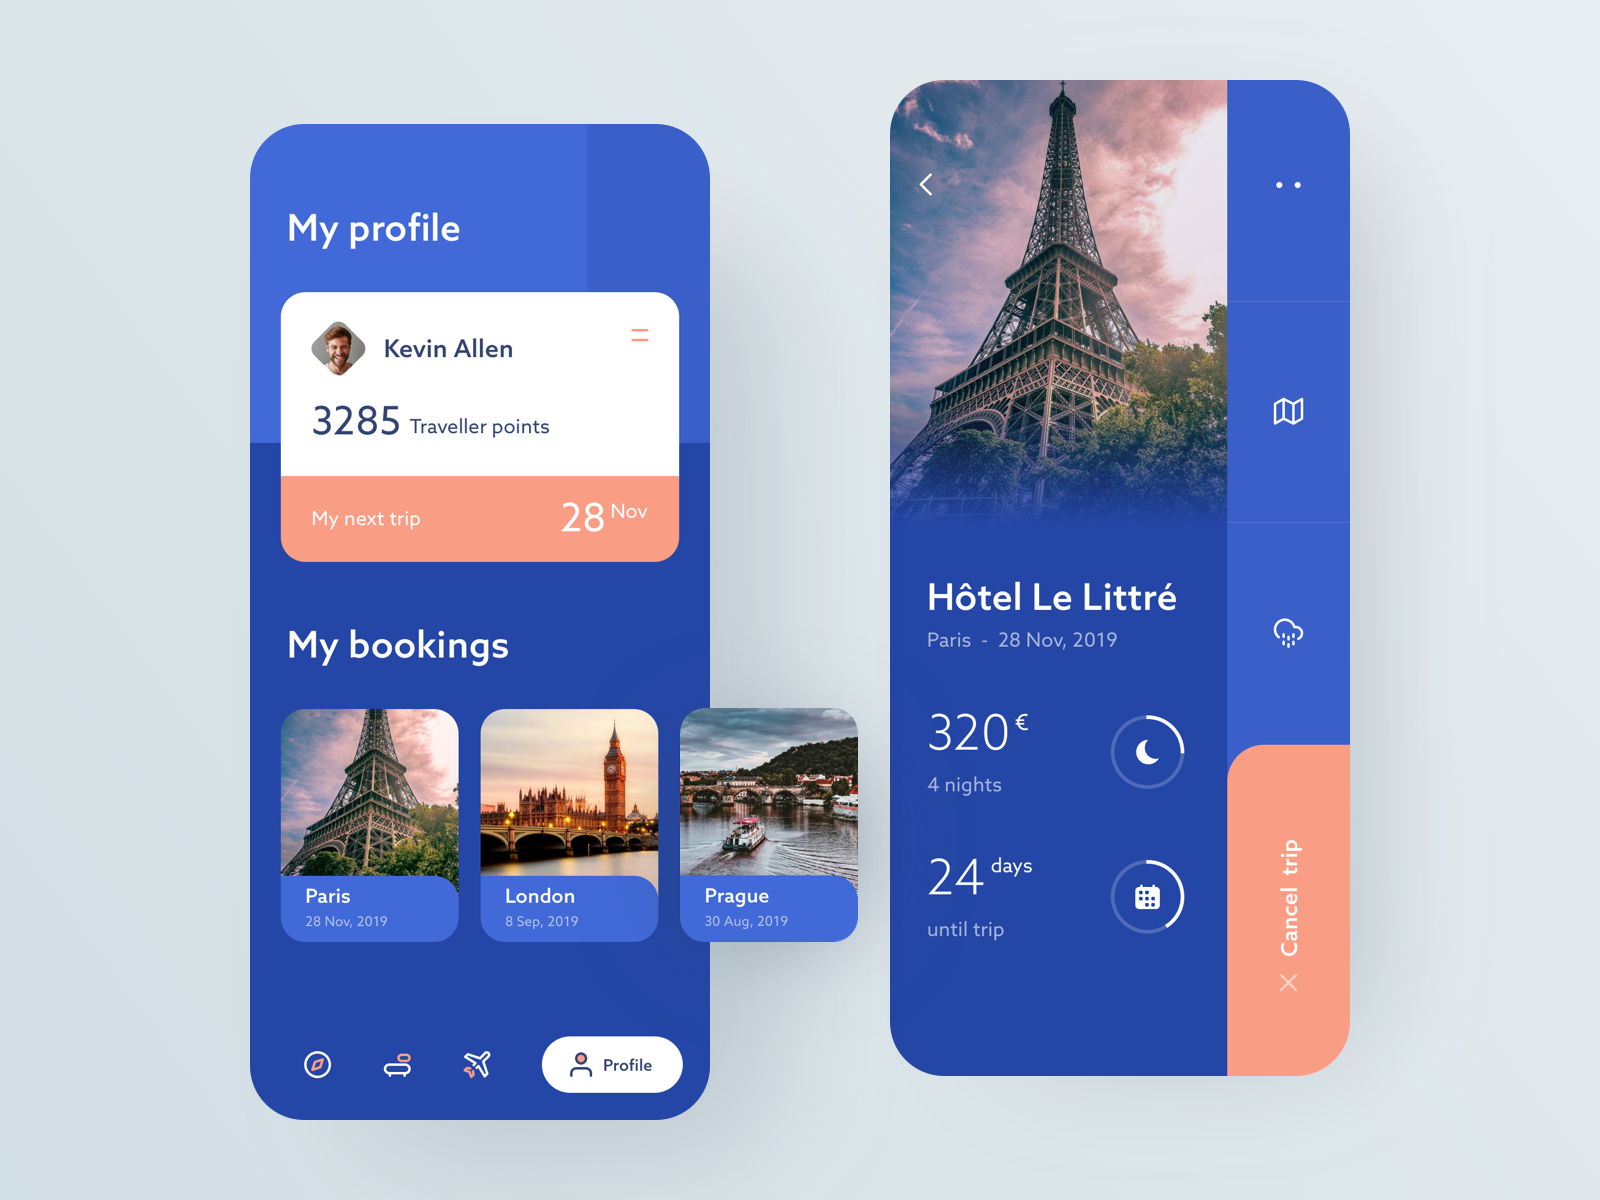 My profile
Kevin Allen
3285 Traveller points
My next trip
28 Nov
My bookings
Paris
28 Nov, 2019
London
8 Sep, 2019
Prague
30 Aug, 2019
Profile
Hôtel Le Littré
Paris - 28 Nov, 2019
320 €
4 nights
24 days
until trip
Cancel trip